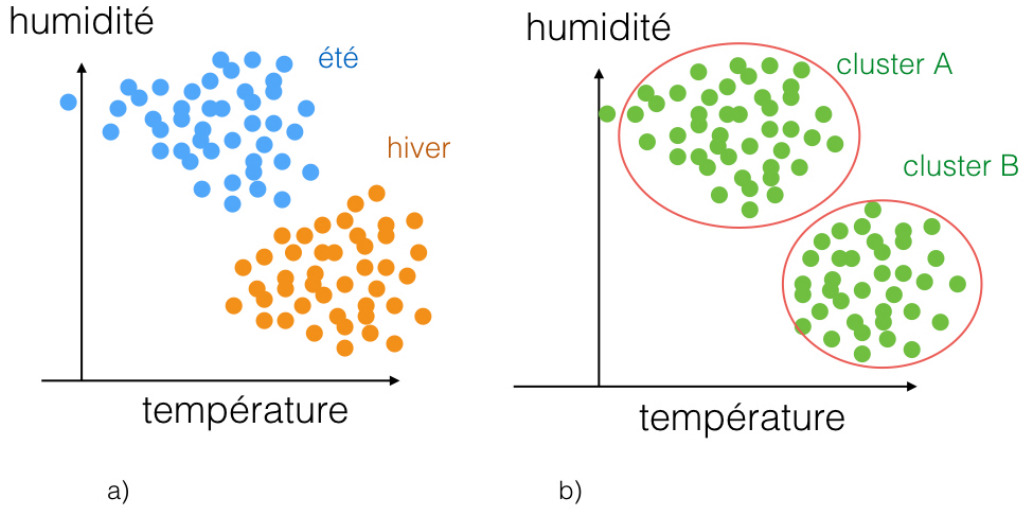 humidité
été
hiver
température
a)
humidité
cluster A
cluster B
température
b)